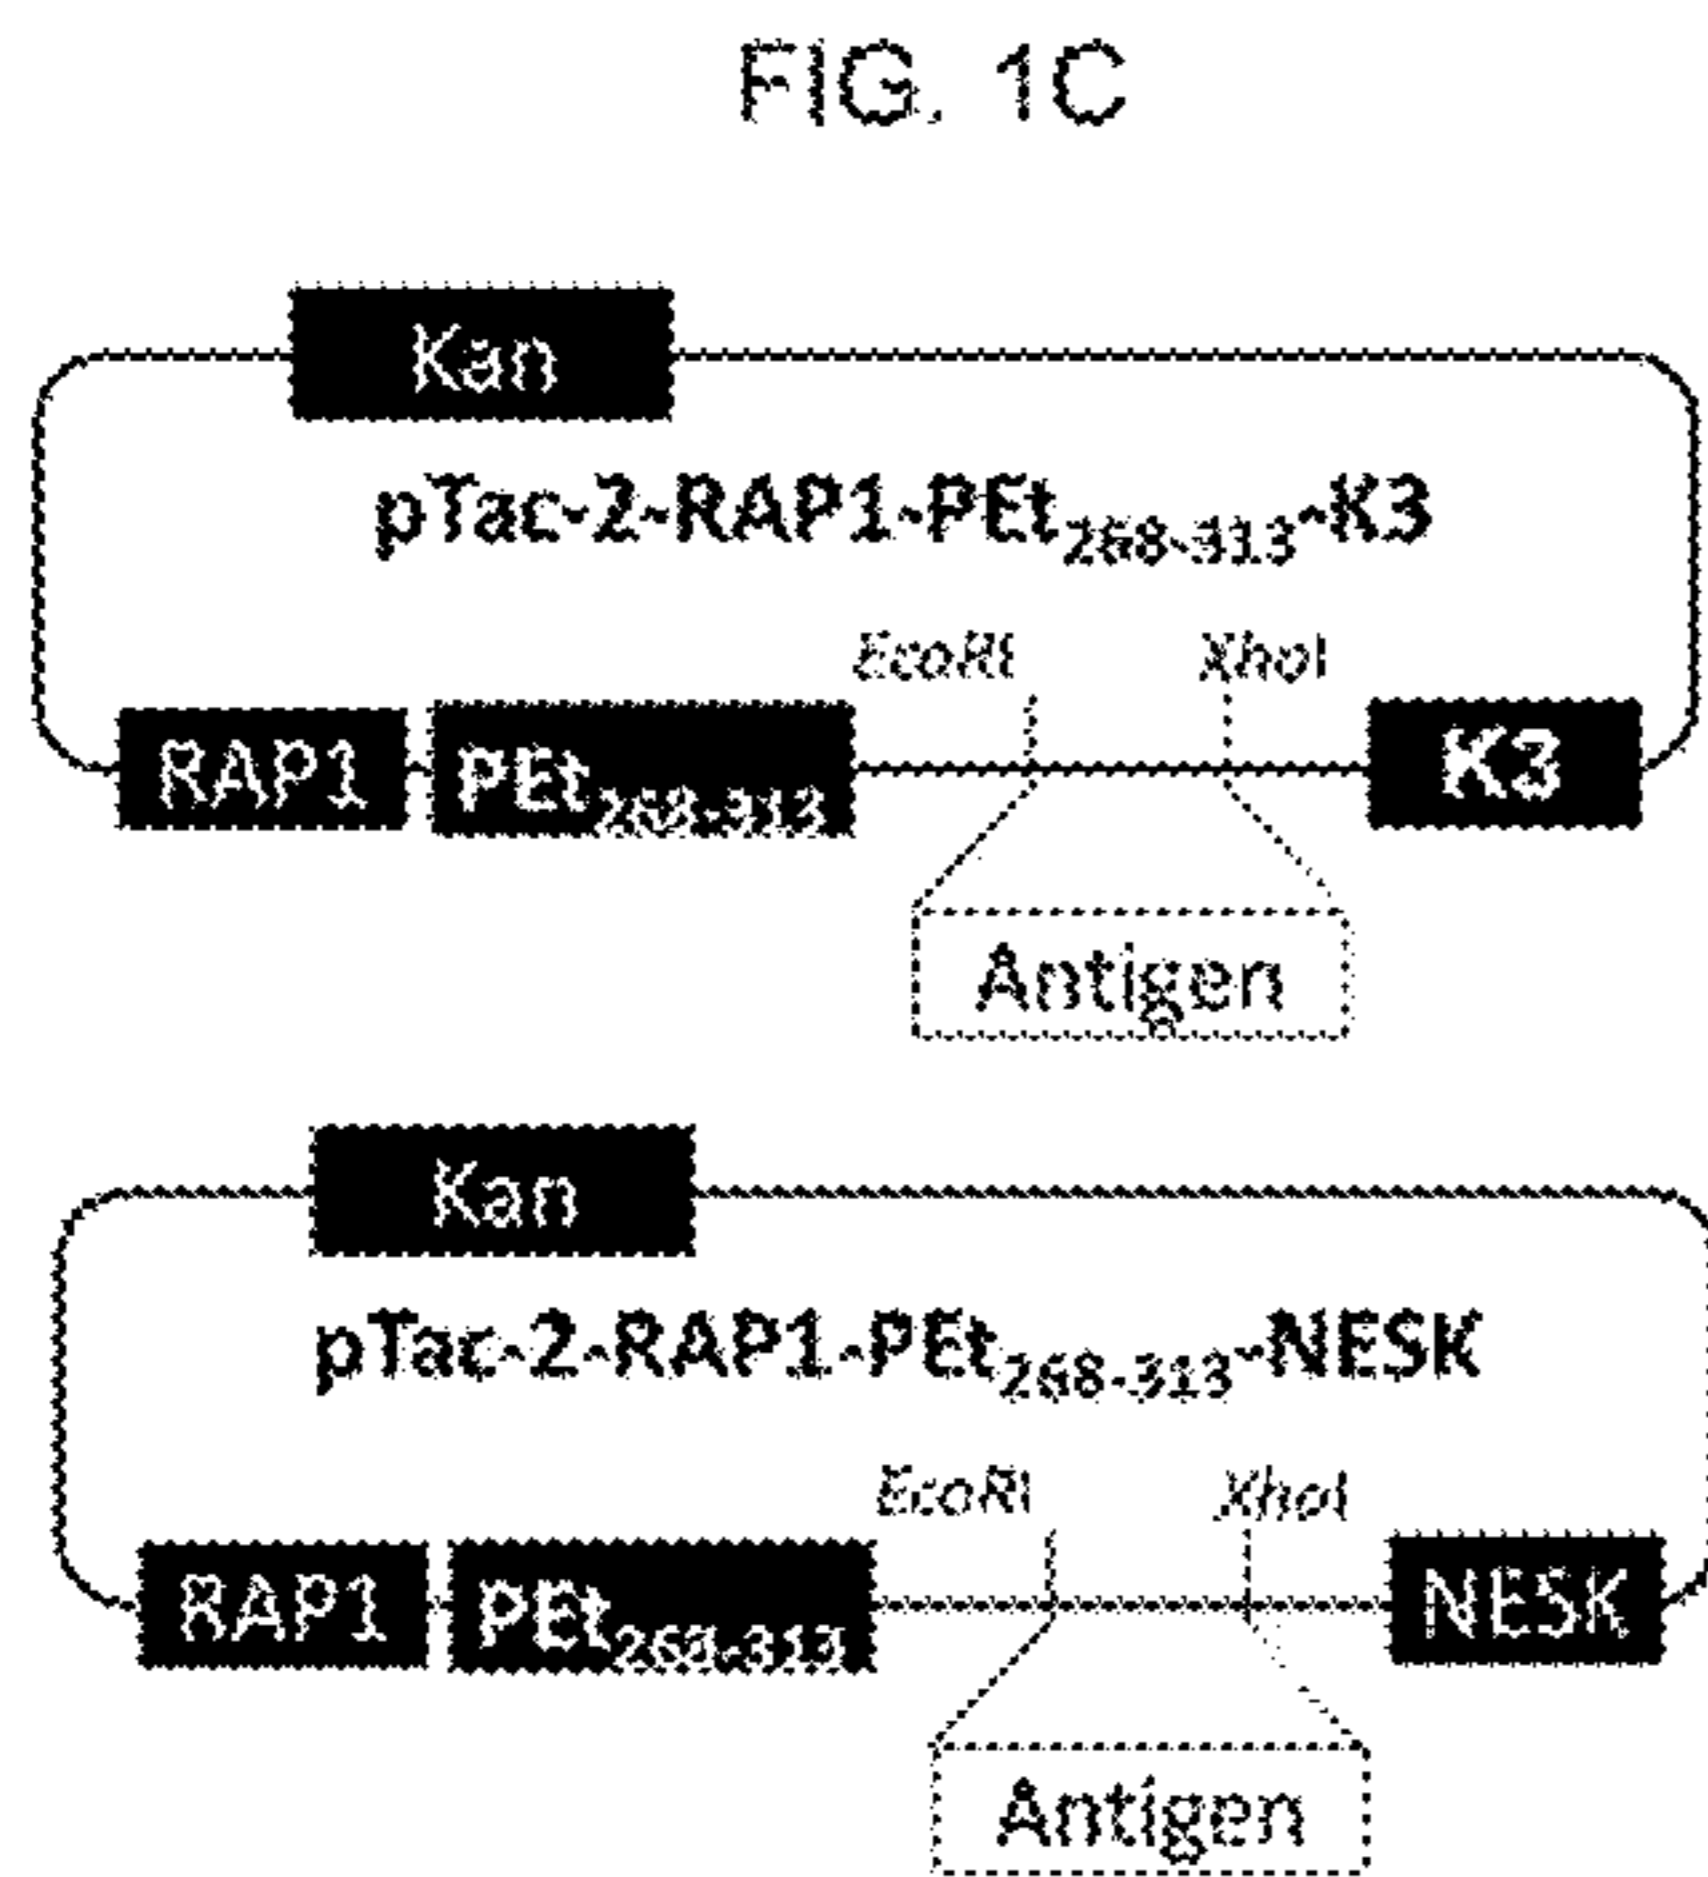 FIG. 1C
Kan
pTac-2-RAP1-PEt268-313-K3
EcoRI XhoI
RAP1 PEt268-313 K3
Antigen
Kan
pTac-2-RAP1-PEt268-313-NESK
EcoRI XhoI
RAP1 PEt268-313 NESK
Antigen